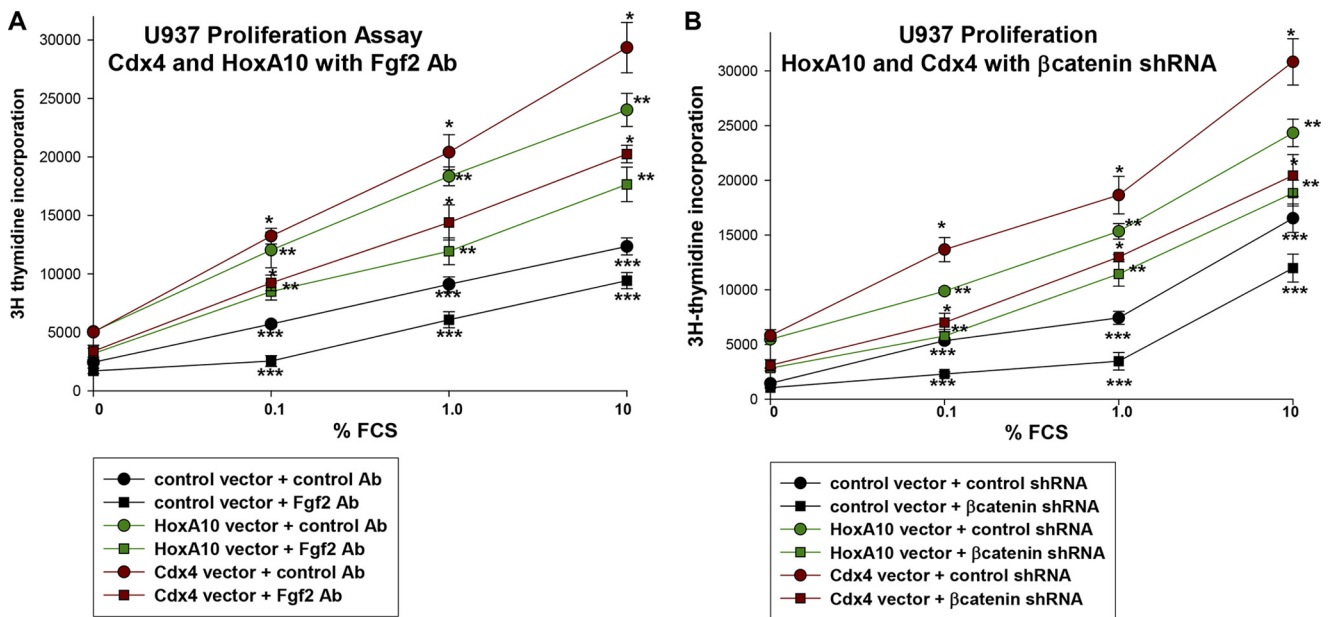 A
U937 Proliferation Assay
Cdx4 and HoxA10 with Fgf2 Ab
3H thymidine incorporation
30000
25000
20000
15000
10000
5000
0
*
**
*
**
*
**
*
**
***
***
*
**
*
**
***
***
*
**
*
**
***
***
0
0.1
1.0
10
% FCS
control vector + control Ab
control vector + Fgf2 Ab
HoxA10 vector + control Ab
HoxA10 vector + Fgf2 Ab
Cdx4 vector + control Ab
Cdx4 vector + Fgf2 Ab
B
U937 Proliferation
HoxA10 and Cdx4 with βcatenin shRNA
3H-thymidine incorporation
30000
25000
20000
15000
10000
5000
0
*
**
*
**
***
***
*
**
*
**
***
***
*
**
*
**
***
***
0
0.1
1.0
10
% FCS
control vector + control shRNA
control vector + βcatenin shRNA
HoxA10 vector + control shRNA
HoxA10 vector + βcatenin shRNA
Cdx4 vector + control shRNA
Cdx4 vector + βcatenin shRNA